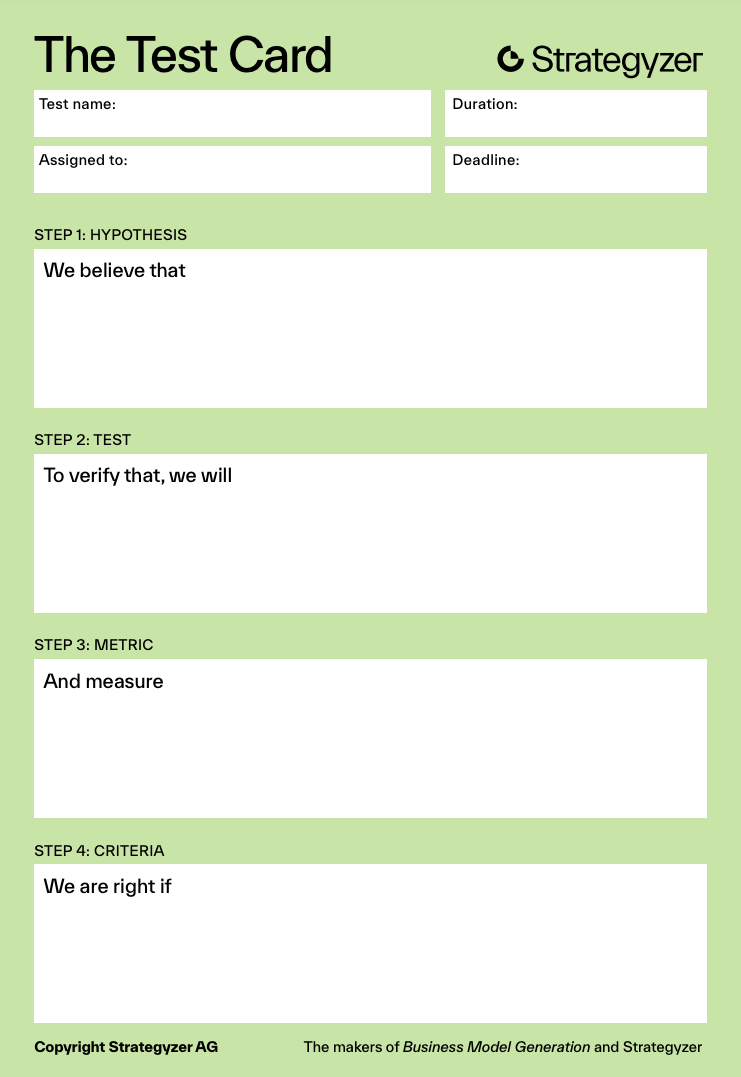 The Test Card
Strategyzer
Test name:
Duration:
Assigned to:
Deadline:
STEP 1: HYPOTHESIS
We believe that
STEP 2: TEST
To verify that, we will
STEP 3: METRIC
And measure
STEP 4: CRITERIA
We are right if
Copyright Strategyzer AG
The makers of Business Model Generation and Strategyzer